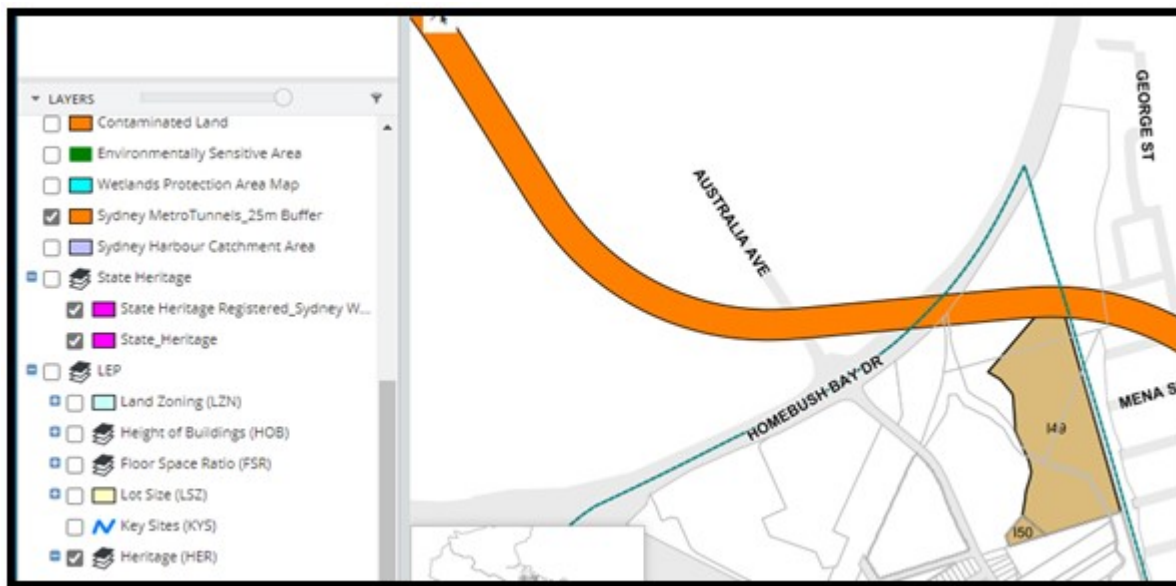 LAYERS
Contaminated Land
Environmentally Sensitive Area
Wetlands Protection Area Map
Sydney MetroTunnels_25m Buffer
Sydney Harbour Catchment Area
State Heritage
State Heritage Registered_Sydney W...
State_Heritage
LEP
Land Zoning (LZN)
Height of Buildings (HOB)
Floor Space Ratio (FSR)
Lot Size (LSZ)
Key Sites (KYS)
Heritage (HER)
GEORGE ST
AUSTRALIA AVE
HOMEBUSH BAY DR
MENA S
I49
I50